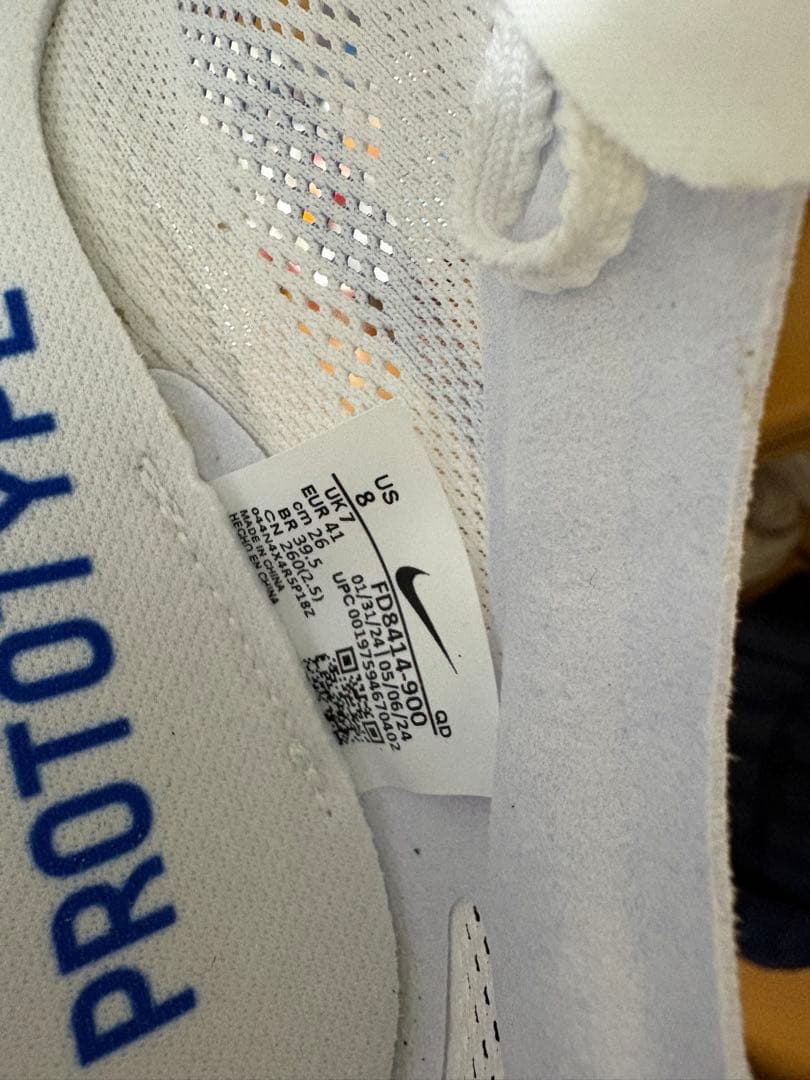 PROTOTYPE
US
8
UK 7
EUR 41
cm 26
BR 39.5
CN 260(2.5)
044N4X4R5P18Z
MADE IN CHINA
HECHO EN CHINA
FD8414-900 QD
01/31/24 | 05/06/24
UPC 00197594670402